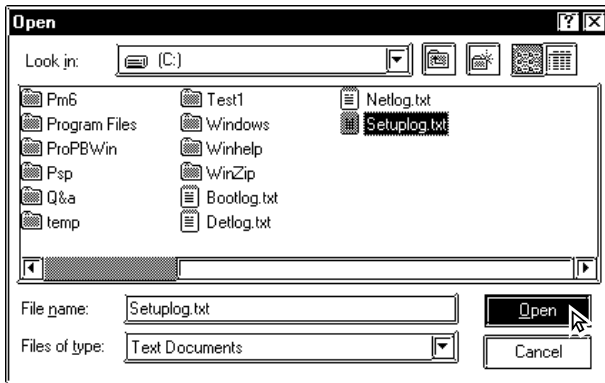 Open
Look in: (C:)
Pm6 Test1 Netlog.txt
Program Files Windows Setuplog.txt
ProPBWin Winhelp
Psp WinZip
Q&a Bootlog.txt
temp Detlog.txt
File name: Setuplog.txt Open
Files of type: Text Documents Cancel